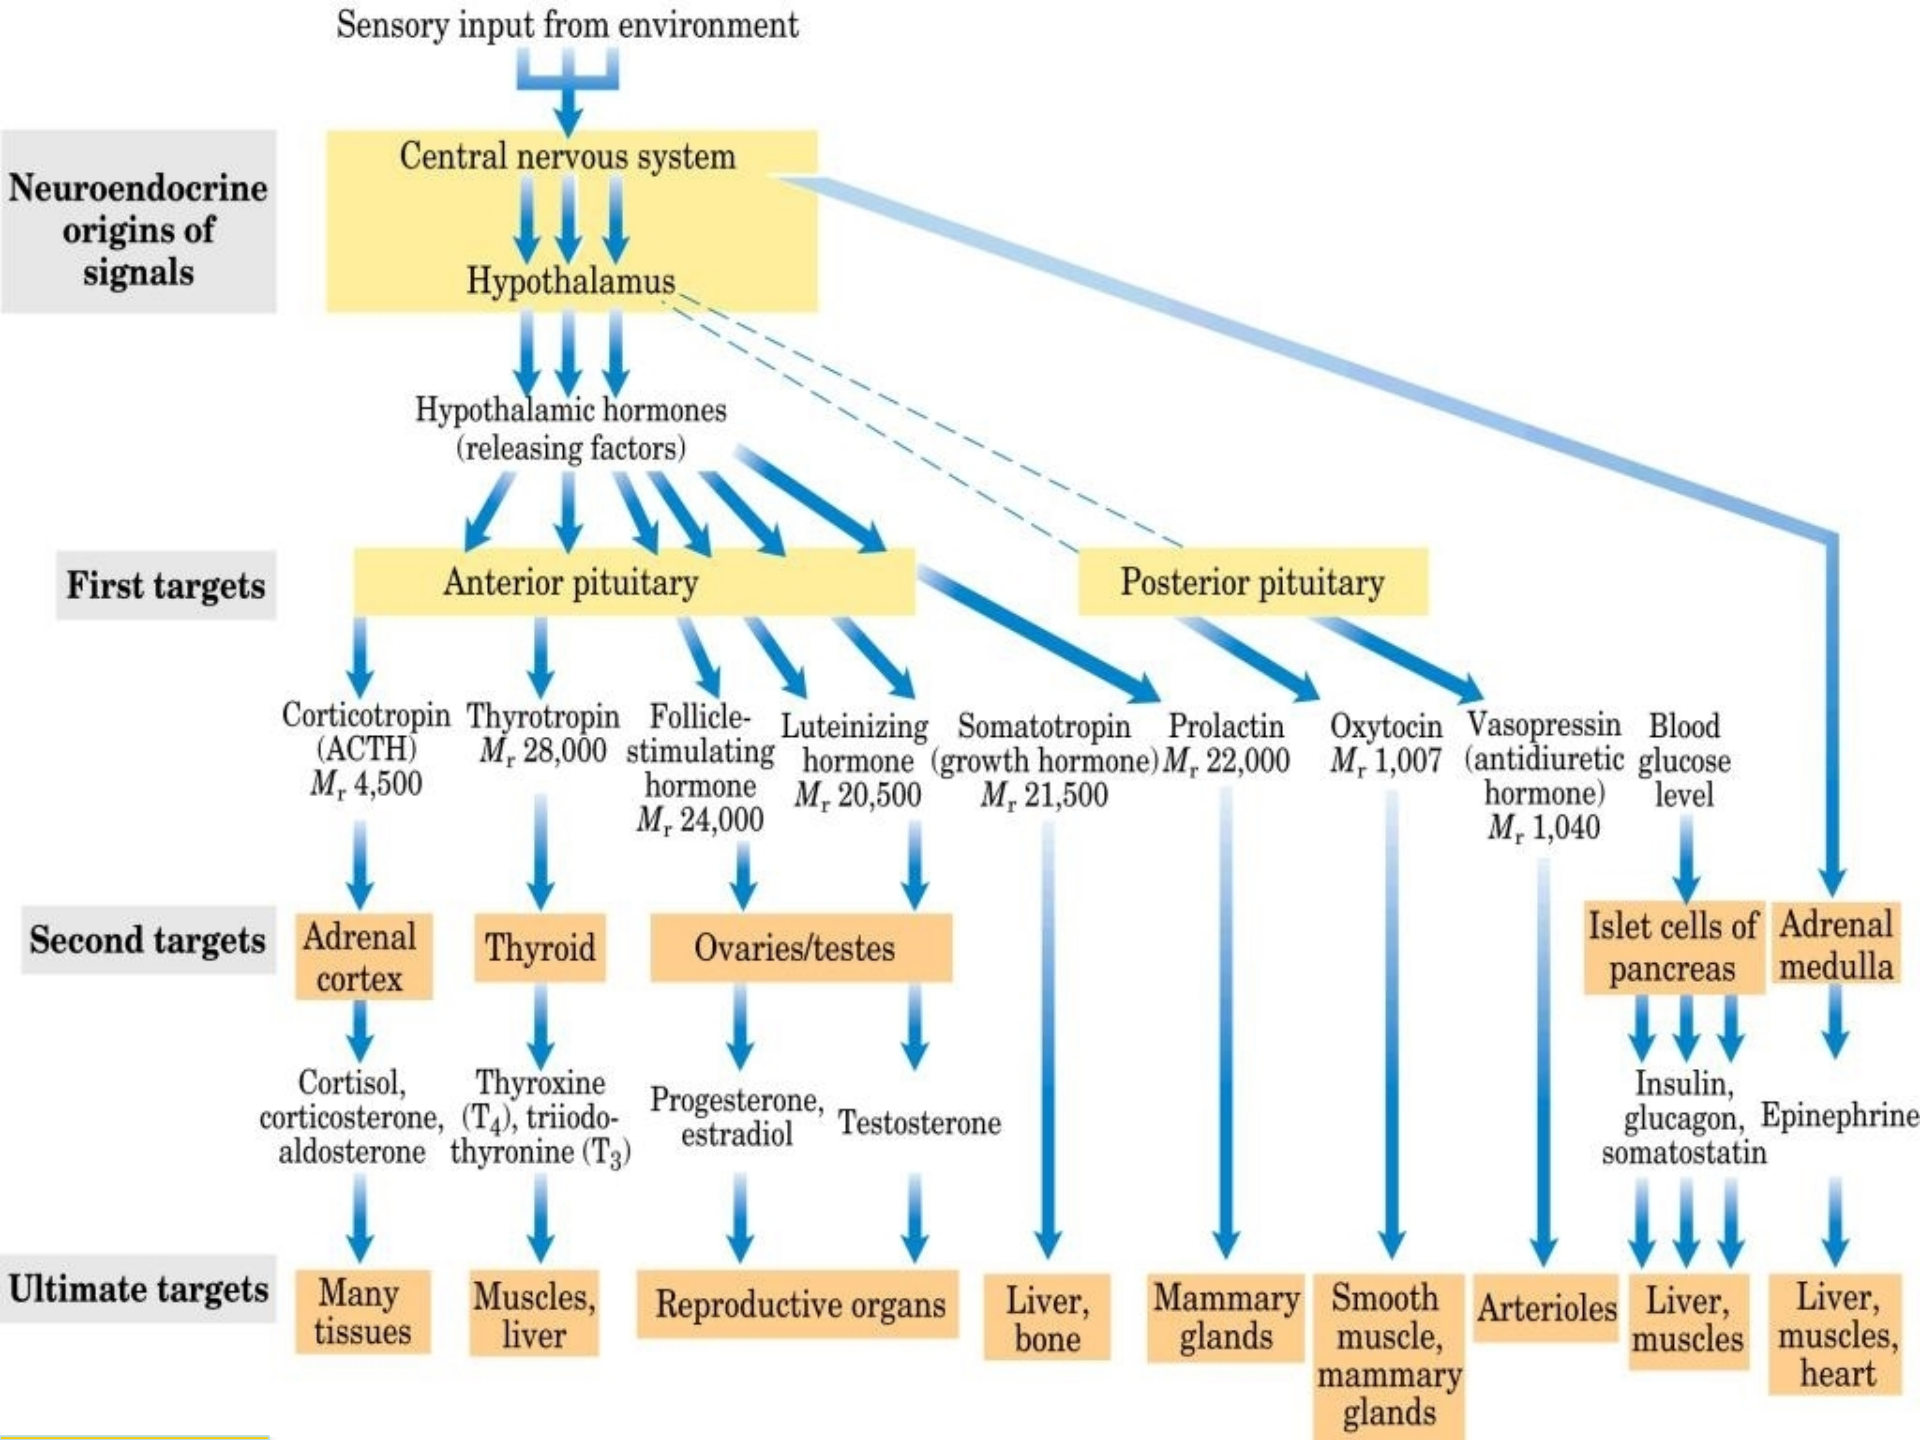 Sensory input from environment
Neuroendocrine
origins of
signals
Central nervous system
Hypothalamus
Hypothalamic hormones
(releasing factors)
First targets
Anterior pituitary
Posterior pituitary
Corticotropin
(ACTH)
Mr 4,500
Thyrotropin
Mr 28,000
Follicle-
stimulating
hormone
Mr 24,000
Luteinizing
hormone
Mr 20,500
Somatotropin
(growth hormone)
Mr 21,500
Prolactin
Mr 22,000
Oxytocin
Mr 1,007
Vasopressin
(antidiuretic
hormone)
Mr 1,040
Blood
glucose
level
Second targets
Adrenal
cortex
Thyroid
Ovaries/testes
Islet cells of
pancreas
Adrenal
medulla
Cortisol,
corticosterone,
aldosterone
Thyroxine
(T4), triiodo-
thyronine (T3)
Progesterone,
estradiol
Testosterone
Insulin,
glucagon,
somatostatin
Epinephrine
Ultimate targets
Many
tissues
Muscles,
liver
Reproductive organs
Liver,
bone
Mammary
glands
Smooth
muscle,
mammary
glands
Arterioles
Liver,
muscles
Liver,
muscles,
heart